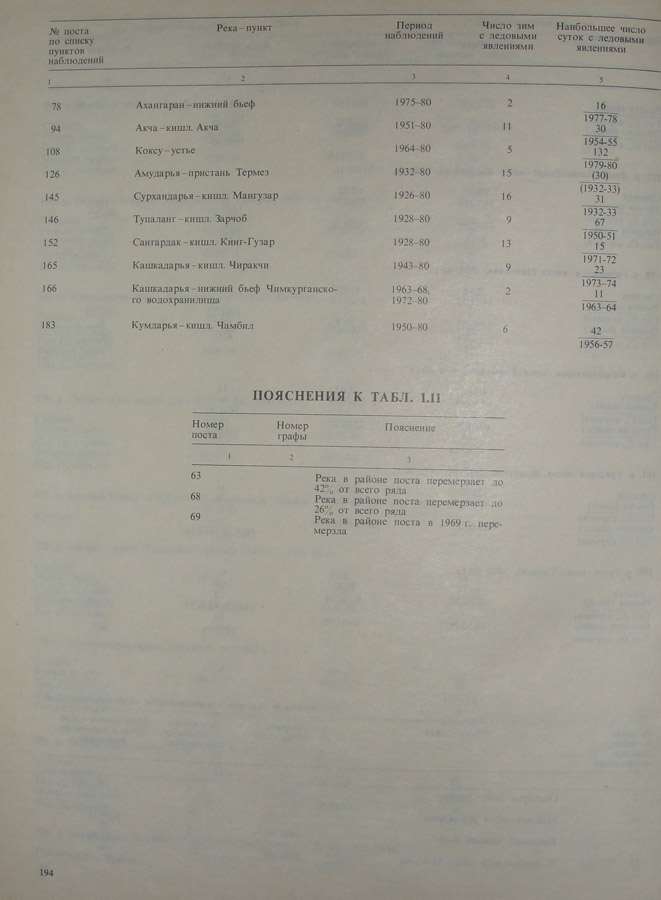 № поста по списку пунктов наблюдений Река–пункт Период наблюдений Число зим с ледовыми явлениями Наибольшее число суток с ледовыми явлениями
1 2 3 4 5
78 Ахангаран–нижний бьеф 1975–80 2 16
1977-78
94 Акча–кишл. Акча 1951–80 11 30
1954-55
108 Коксу–устье 1964–80 5 132
1979-80
126 Амударья–пристань Термез 1932–80 15 (30)
(1932-33)
145 Сурхандарья–кишл. Мангузар 1926–80 16 31
1932-33
146 Тупаланг–кишл. Зарчоб 1928–80 9 67
1950-51
152 Сангардак–кишл. Кинг-Гузар 1928–80 13 15
1971-72
165 Кашкадарья–кишл. Чиракчи 1943–80 9 23
1973–74
166 Кашкадарья–нижний бьеф Чимкурганско- 1963–68, 2 11
го водохранилища 1972–80 1963–64
183 Кумдарья–кишл. Чамбил 1950–80 6 42
1956-57
ПОЯСНЕНИЯ К ТАБЛ. I.II
Номер поста Номер графы Пояснение
1 2 3
63 Река в районе поста перемерзает до
42% от всего ряда
68 Река в районе поста перемерзает до
26% от всего ряда
69 Река в районе поста в 1969 г. пере-
мерзла
194